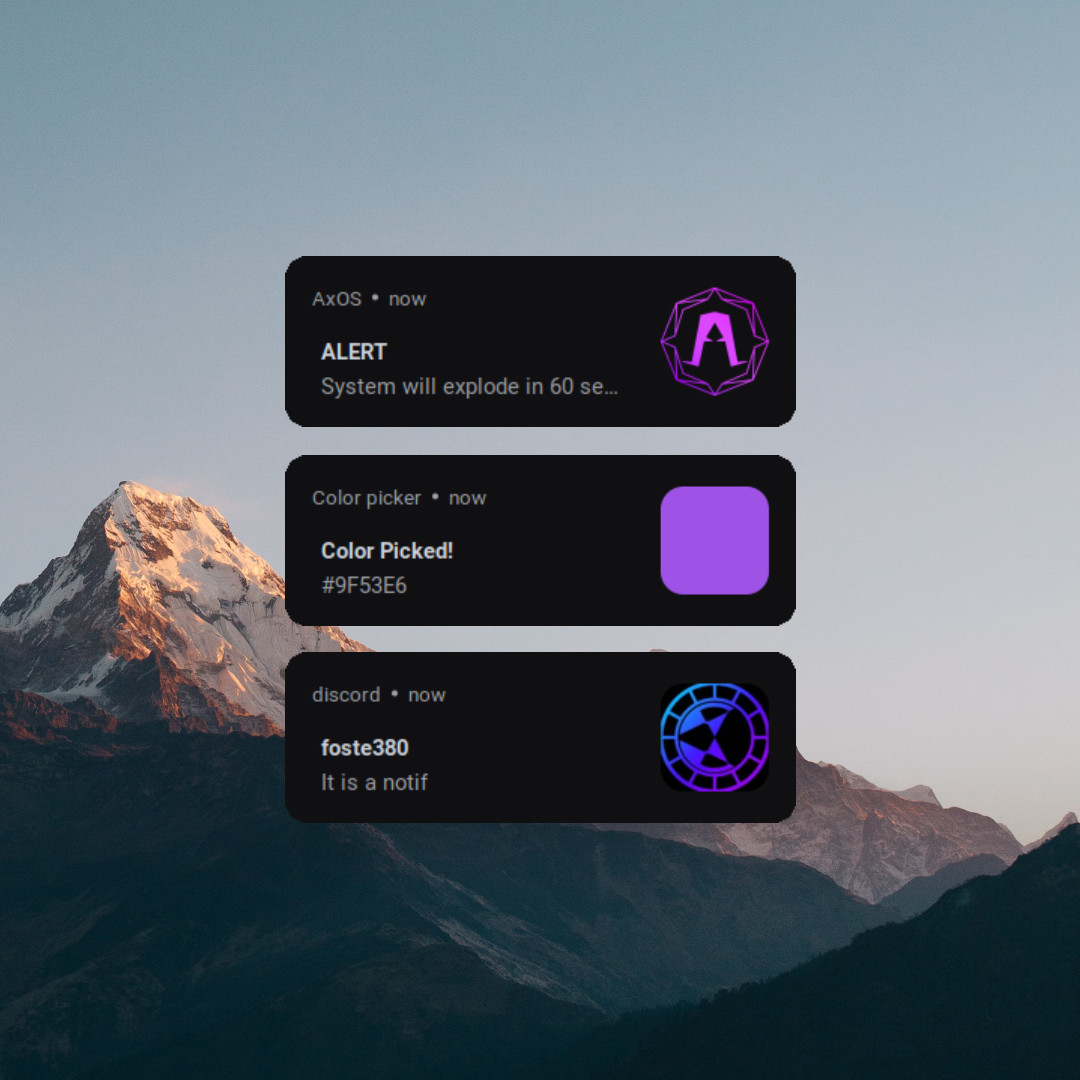 AxOS • now
ALERT
System will explode in 60 se...
Color picker • now
Color Picked!
#9F53E6
discord • now
foste380
It is a notif